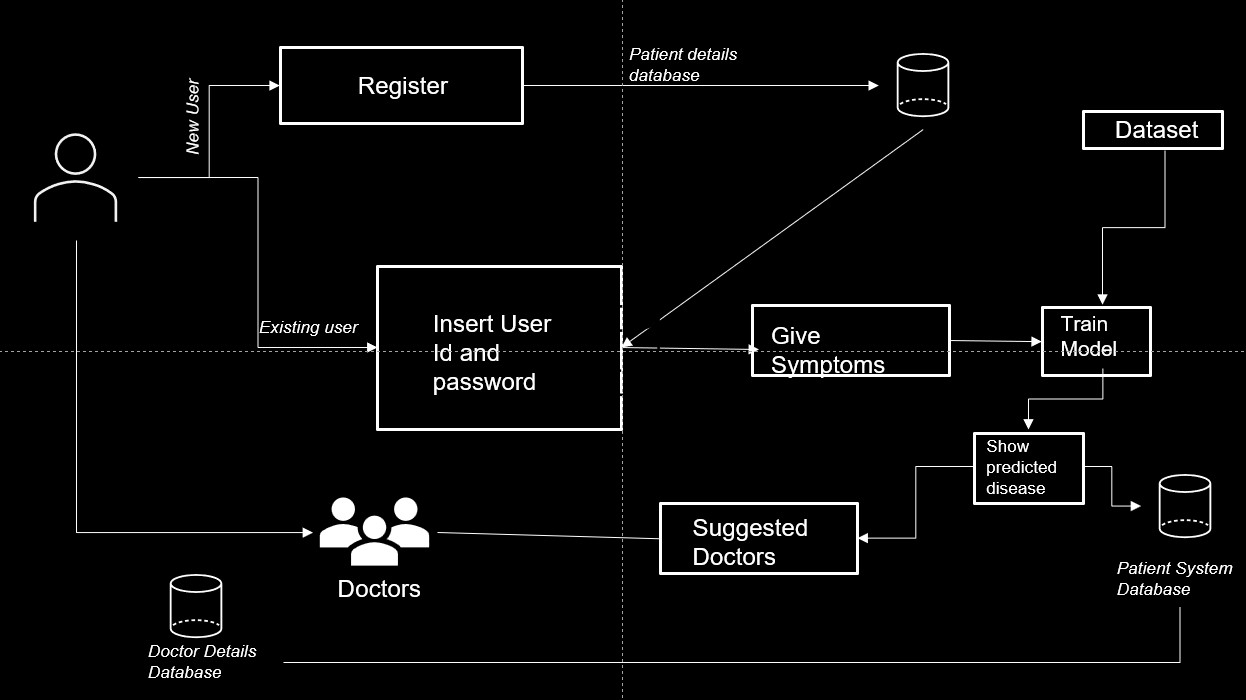 Patient details
database
Register
New User
Dataset
Existing user
Insert User
Id and
password
Give
Symptoms
Train
Model
Show
predicted
disease
Suggested
Doctors
Doctors
Patient System
Database
Doctor Details
Database